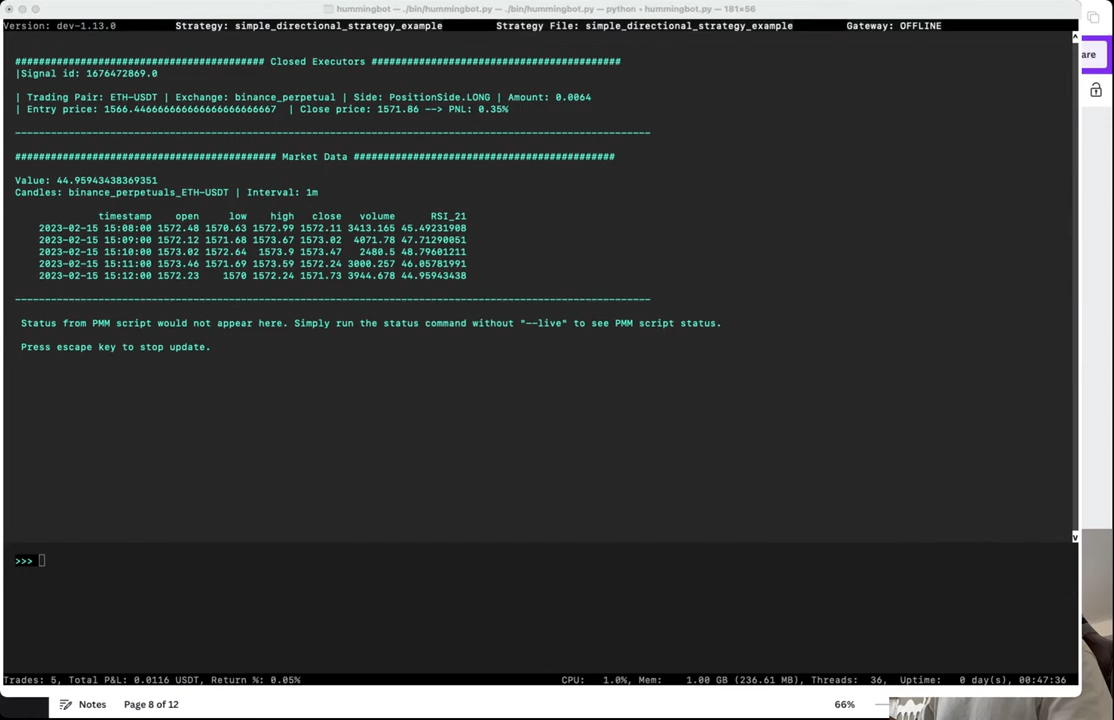 hummingbot — ./bin/hummingbot.py — ./bin/hummingbot.py — python • hummingbot.py — 181×56
Version: dev-1.13.0 Strategy: simple_directional_strategy_example Strategy File: simple_directional_strategy_example Gateway: OFFLINE
########################################## Closed Executors ##########################################
|Signal id: 1676472869.0
| Trading Pair: ETH-USDT | Exchange: binance_perpetual | Side: PositionSide.LONG | Amount: 0.0064
| Entry price: 1566.446666666666666666666667 | Close price: 1571.86 --> PNL: 0.35%
-----------------------------------------------------------------------------------------------------------
############################################ Market Data ############################################
Value: 44.95943438369351
Candles: binance_perpetuals_ETH-USDT | Interval: 1m
timestamp open low high close volume RSI_21
2023-02-15 15:08:00 1572.48 1570.63 1572.99 1572.11 3413.165 45.49231908
2023-02-15 15:09:00 1572.12 1571.68 1573.67 1573.02 4071.78 47.71290051
2023-02-15 15:10:00 1573.02 1572.64 1573.9 1573.47 2480.5 48.79601211
2023-02-15 15:11:00 1573.46 1571.69 1573.59 1572.24 3000.257 46.05781991
2023-02-15 15:12:00 1572.23 1570 1572.24 1571.73 3944.678 44.95943438
-----------------------------------------------------------------------------------------------------------
Status from PMM script would not appear here. Simply run the status command without "--live" to see PMM script status.
Press escape key to stop update.
>>>
Trades: 5, Total P&L: 0.0116 USDT, Return %: 0.05% CPU: 1.0%, Mem: 1.00 GB (236.61 MB), Threads: 36, Uptime: 0 day(s), 00:47:36
are
Notes Page 8 of 12 66%